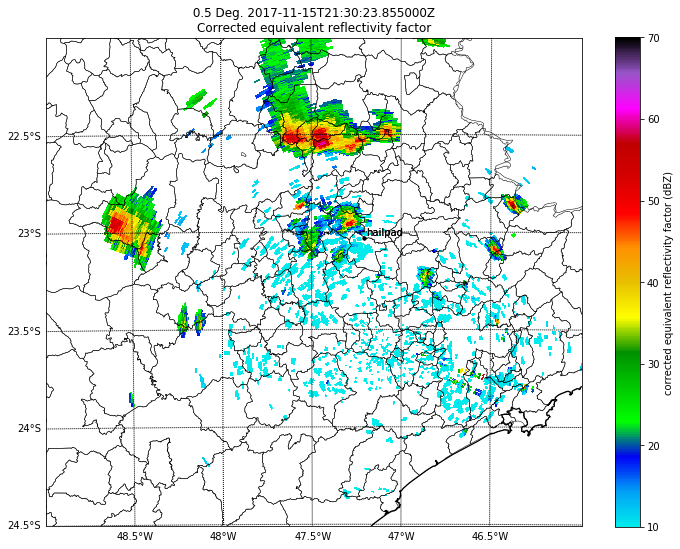 0.5 Deg. 2017-11-15T21:30:23.855000Z
Corrected equivalent reflectivity factor
70
60
50
40
30
20
10
corrected equivalent reflectivity factor (dBZ)
22.5°S
23°S
23.5°S
24°S
24.5°S
hailpad
48.5°W
48°W
47.5°W
47°W
46.5°W